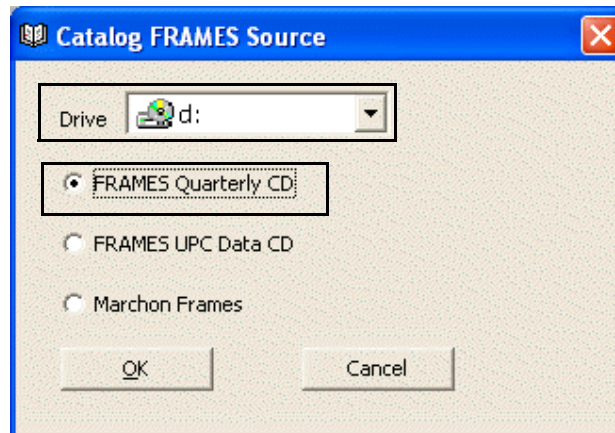 Catalog FRAMES Source
Drive d:
FRAMES Quarterly CD
FRAMES UPC Data CD
Marchon Frames
OK Cancel